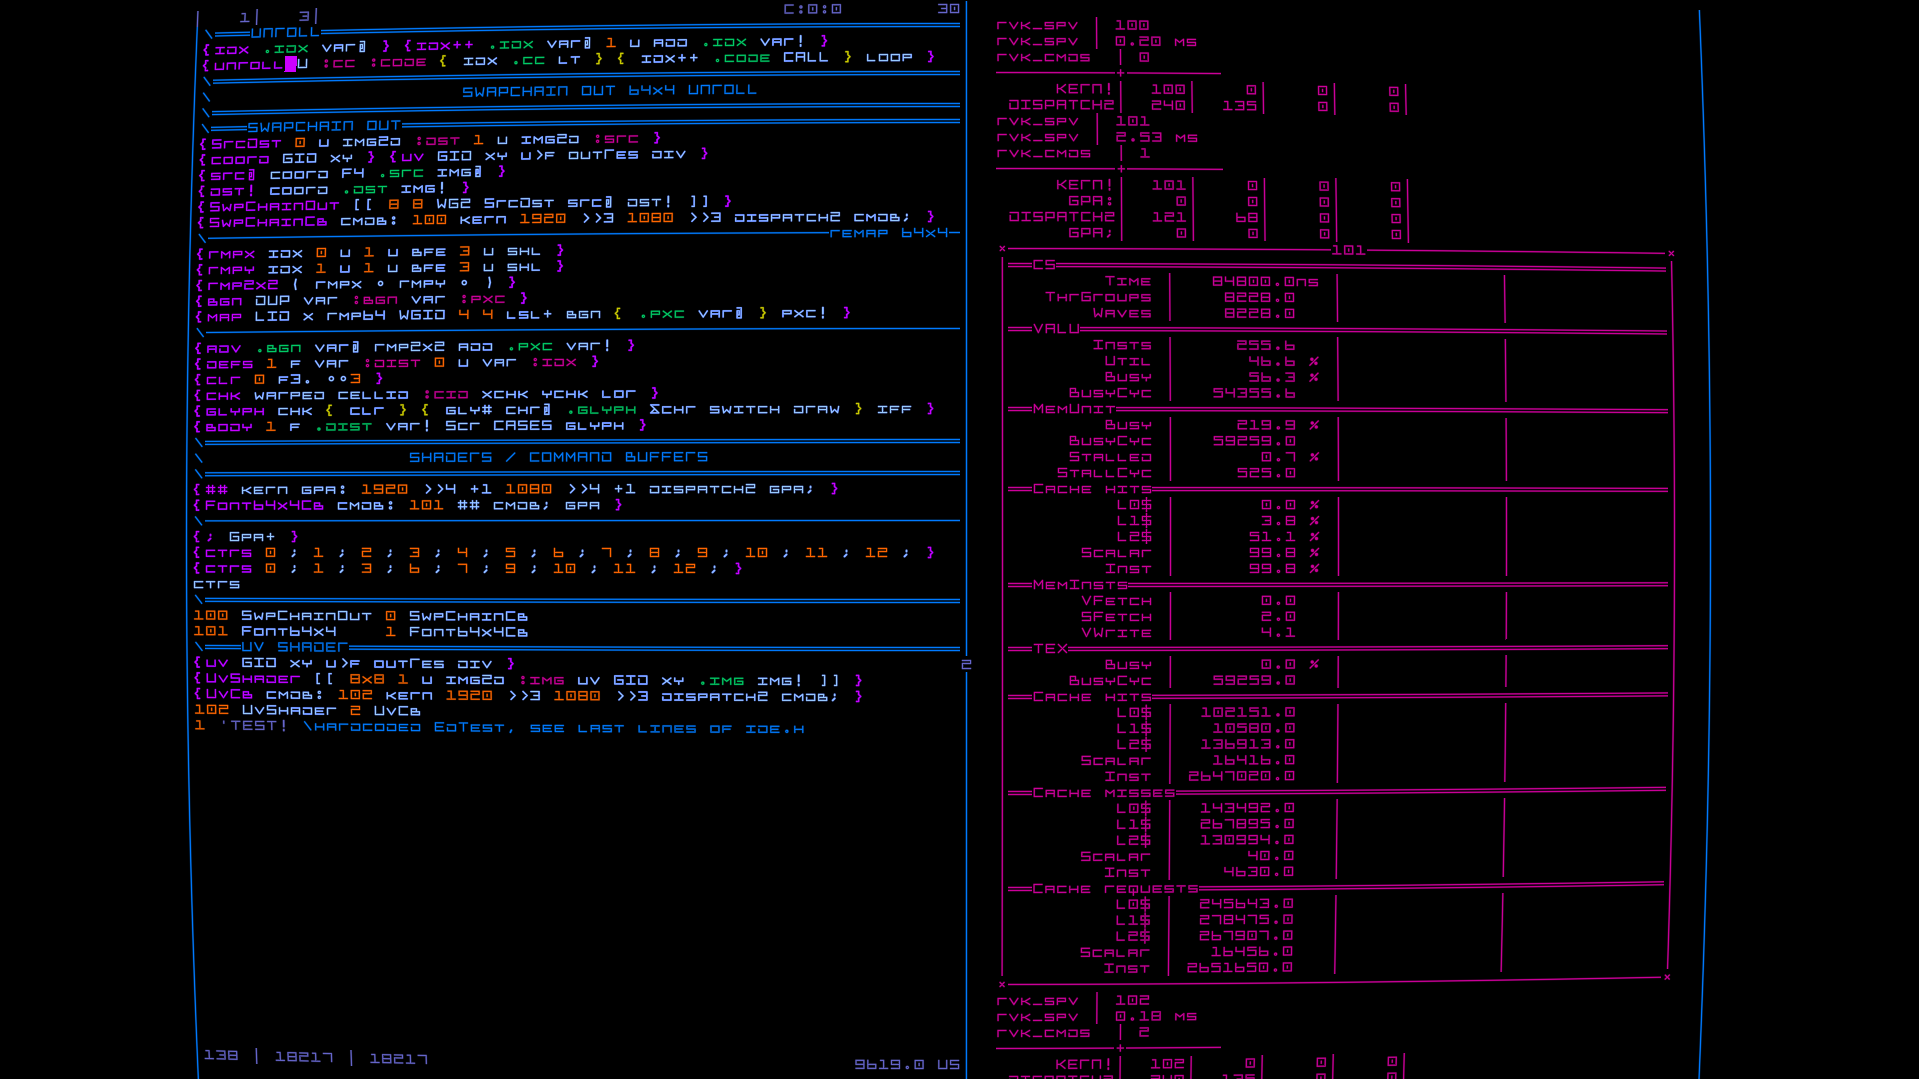 1| 3| C:0:0 30
\==UNROLL==
{IDX .IDX VAR@ } {IDX++ .IDX VAR@ 1 U ADD .IDX VAR! }
{UNROLL U :CC :CODE { IDX .CC LT } { IDX++ .CODE CALL } LOOP }
\ SWAPCHAIN OUT 64X4 UNROLL
\==SWAPCHAIN OUT==
{SrcDst 0 U IMG2D :DST 1 U IMG2D :SRC }
{COORD GID XY } {UV GID XY U>F OUTRES DIV }
{SRC@ COORD F4 .SRC IMG@ }
{DST! COORD .DST IMG! }
{SwpChainOut [[ 8 8 WG2 SrcDst SRC@ DST! ]] }
{SwpChainCb CMDB: 100 KERN 1920 >>3 1080 >>3 DISPATCH2 CMDB; }
\ REMAP 64X4
{RMPX IDX 0 U 1 U BFE 3 U SHL }
{RMPY IDX 1 U 1 U BFE 3 U SHL }
{RMP2X2 ( RMPX ° RMPY ° ) }
{BGN DUP VAR :BGN VAR :PXC }
{MAP LID X RMP64 WGID 4 4 LSL+ BGN { .PXC VAR@ } PXC! }
\
{ADV .BGN VAR@ RMP2X2 ADD .PXC VAR! }
{DEFS 1 F VAR :DIST 0 U VAR :IDX }
{CLR 0 F3. °°3 }
{CHK WARPED CELLID :CID XCHK YCHK LOR }
{GLYPH CHK { CLR } { GLY# CHR@ .GLYPH &CHR SWITCH DRAW } IFF }
{BODY 1 F .DIST VAR! Scr CASES GLYPH }
\ SHADERS / COMMAND BUFFERS
{## KERN GPA: 1920 >>4 +1 1080 >>4 +1 DISPATCH2 GPA; }
{Font64x4Cb CMDB: 101 ## CMDB; GPA }
\
{; Gpa+ }
{CTRS 0 ; 1 ; 2 ; 3 ; 4 ; 5 ; 6 ; 7 ; 8 ; 9 ; 10 ; 11 ; 12 ; }
{CTRS 0 ; 1 ; 3 ; 6 ; 7 ; 9 ; 10 ; 11 ; 12 ; }
CTRS
\
100 SwpChainOut 0 SwpChainCb
101 Font64x4 1 Font64x4Cb
\==UV SHADER==
{UV GID XY U>F OUTRES DIV }
{UvShader [[ 8X8 1 U IMG2D :IMG UV GID XY .IMG IMG! ]] }
{UvCb CMDB: 102 KERN 1920 >>3 1080 >>3 DISPATCH2 CMDB; }
102 UvShader 2 UvCb
1 'TEST! \HARDCODED EdTest, SEE LAST LINES OF IDE.H
2
138 | 18217 | 18217 9619.0 US
RVK_SPV | 100
RVK_SPV | 0.20 MS
RVK_CMDS | 0
KERN!| 100| 0| 0| 0|
DISPATCH2| 240| 135| 0| 0|
RVK_SPV | 101
RVK_SPV | 2.53 MS
RVK_CMDS | 1
KERN!| 101| 0| 0| 0|
GPA:| 0| 0| 0| 0|
DISPATCH2| 121| 68| 0| 0|
GPA;| 0| 0| 0| 0|
x 101 x
CS
TIME | 84800.0NS
ThrGroups | 8228.0
Waves | 8228.0
VALU
Insts | 255.6
Util | 46.6 %
Busy | 56.3 %
BusyCyc | 54355.6
MemUnit
Busy | 219.9 %
BusyCyc | 59259.0
Stalled | 0.7 %
StallCyc | 525.0
Cache Hits
L0$ | 0.0 %
L1$ | 3.8 %
L2$ | 51.1 %
Scalar | 99.8 %
Inst | 99.8 %
MemInsts
VFetch | 0.0
SFetch | 2.0
VWrite | 4.1
TEX
Busy | 0.0 %
BusyCyc | 59259.0
Cache Hits
L0$ | 102151.0
L1$ | 10580.0
L2$ | 136913.0
Scalar | 16416.0
Inst | 2647020.0
Cache Misses
L0$ | 143492.0
L1$ | 267895.0
L2$ | 130994.0
Scalar | 40.0
Inst | 4630.0
Cache Requests
L0$ | 245643.0
L1$ | 278475.0
L2$ | 267907.0
Scalar | 16456.0
Inst | 2651650.0
x x
RVK_SPV | 102
RVK_SPV | 0.18 MS
RVK_CMDS | 2
KERN!| 102| 0| 0| 0|
DISPATCH2| 240| 135| 0| 0|